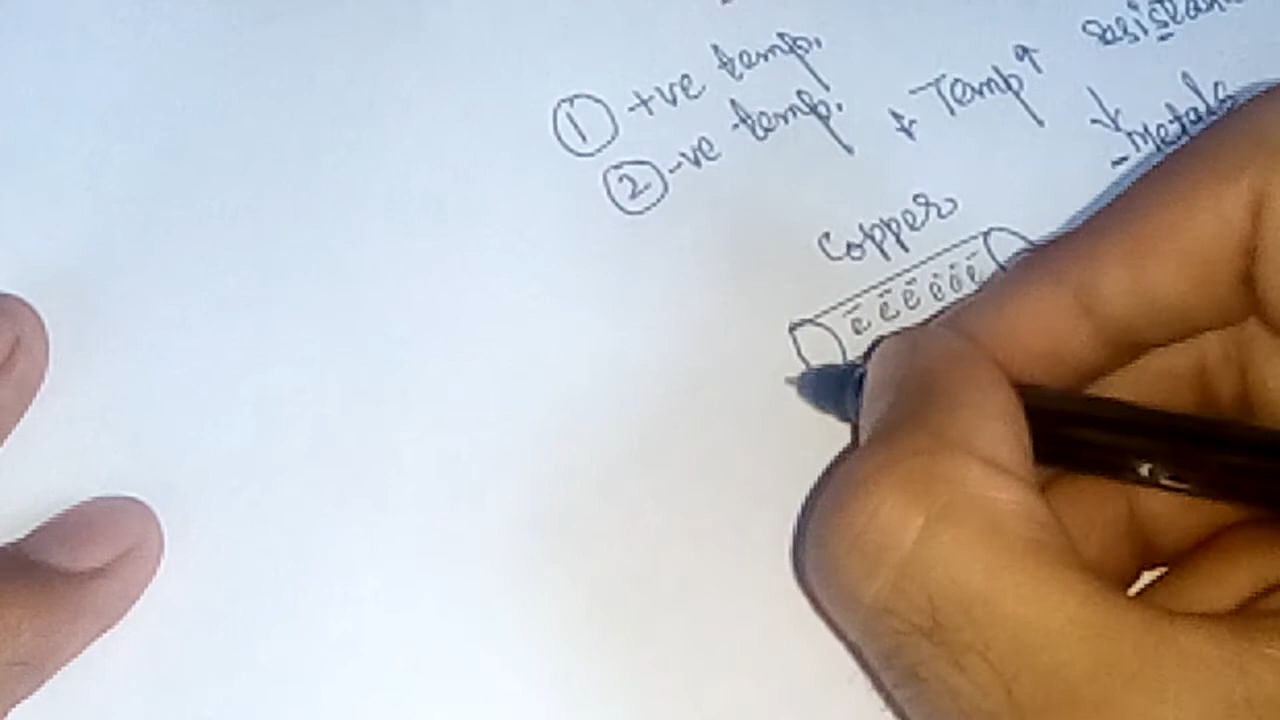 ① +ve temp.
② -ve temp.
+ Temp↑
↓
- Metals
Copper
ē ē ē ē ē ē